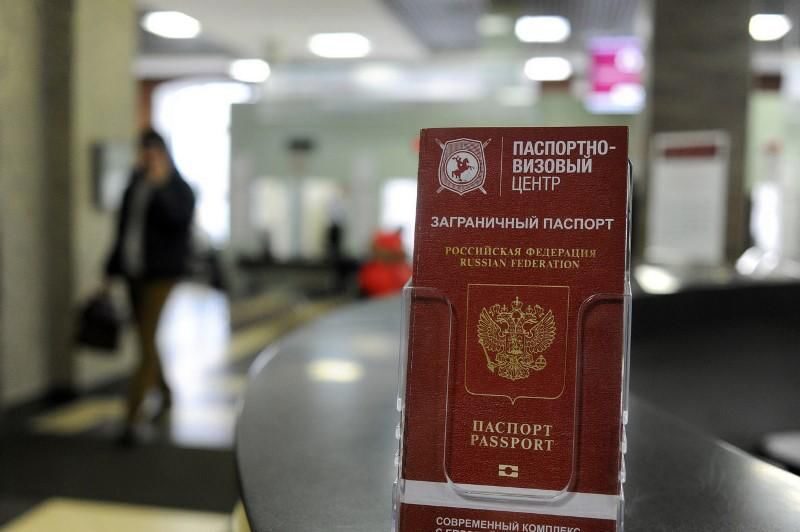 ПАСПОРТНО-
ВИЗОВЫЙ
ЦЕНТР
ЗАГРАНИЧНЫЙ ПАСПОРТ
РОССИЙСКАЯ ФЕДЕРАЦИЯ
RUSSIAN FEDERATION
ПАСПОРТ
PASSPORT
СОВРЕМЕННЫЙ КОМПЛЕКС